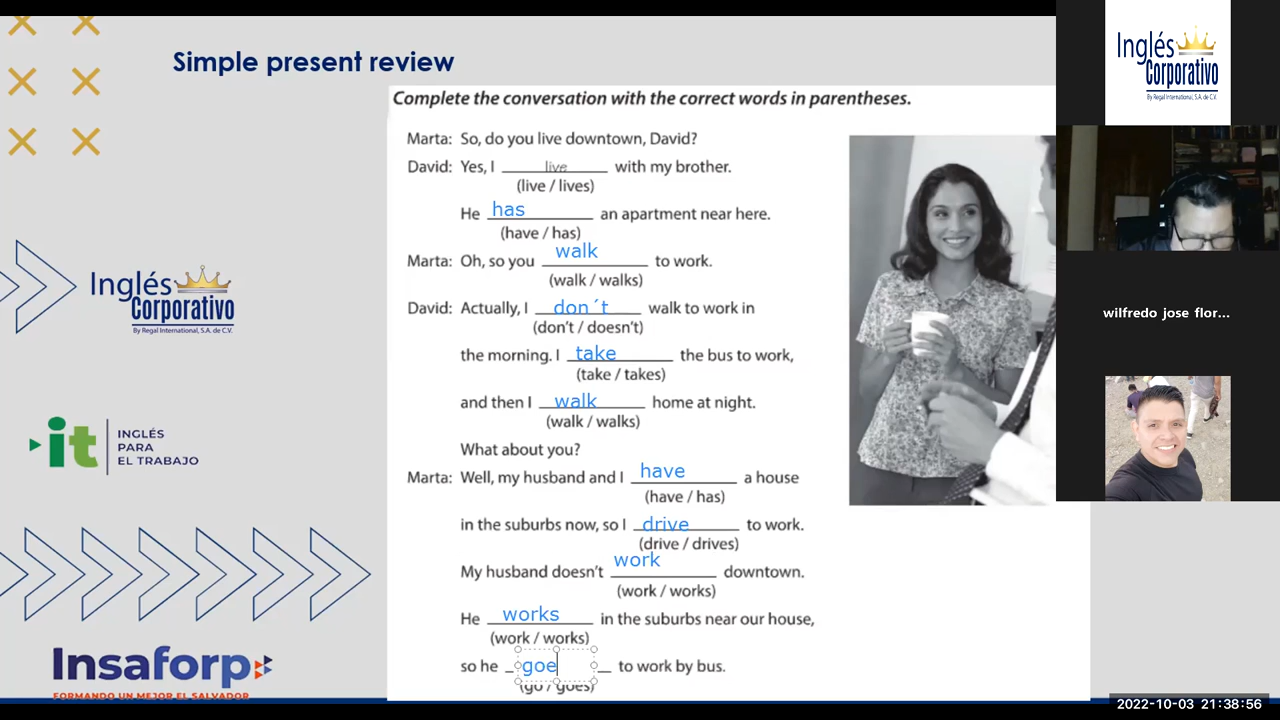 Simple present review
Complete the conversation with the correct words in parentheses.
Marta: So, do you live downtown, David?
David: Yes, I live with my brother.
(live / lives)
He has an apartment near here.
(have / has)
Marta: Oh, so you walk to work.
(walk / walks)
David: Actually, I don´t walk to work in
(don't / doesn't)
the morning. I take the bus to work,
(take / takes)
and then I walk home at night.
(walk / walks)
What about you?
Marta: Well, my husband and I have a house
(have / has)
in the suburbs now, so I drive to work.
(drive / drives)
My husband doesn't work downtown.
(work / works)
He works in the suburbs near our house,
(work / works)
so he goe to work by bus.
(go / goes)
Inglés
Corporativo
By Regal International, S.A. de C.V.
it
INGLÉS
PARA
EL TRABAJO
Insaforp
FORMANDO UN MEJOR EL SALVADOR
Inglés
Corporativo
By Regal International, S.A. de C.V.
wilfredo jose flor...
2022-10-03 21:38:56